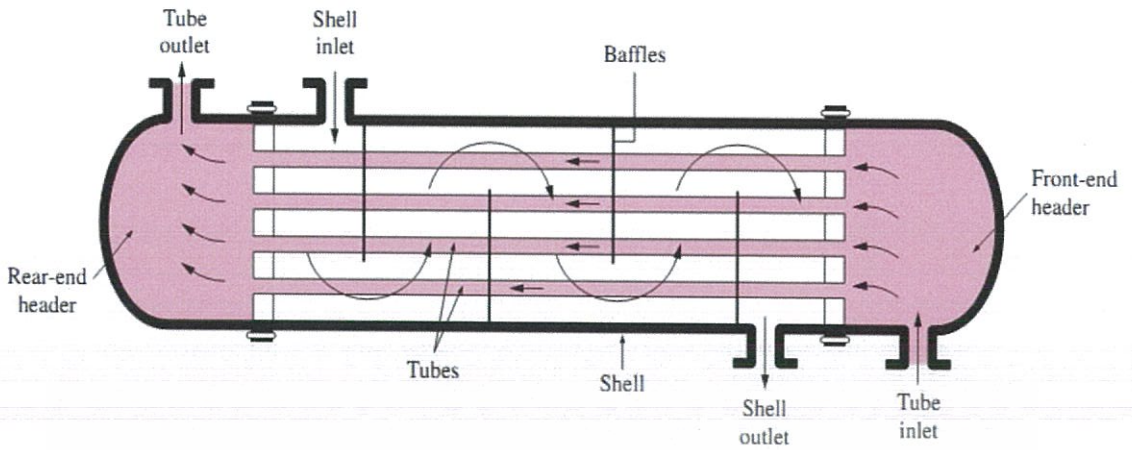 Tube
outlet
Shell
inlet
Baffles
Front-end
header
Rear-end
header
Tubes
Shell
Shell
outlet
Tube
inlet